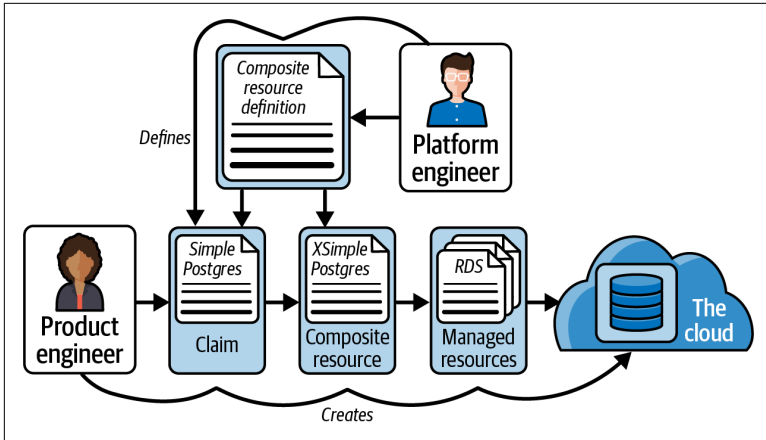 Composite
resource
definition
Platform
engineer
Defines
Product
engineer
Simple
Postgres
Claim
XSimple
Postgres
Composite
resource
RDS
Managed
resources
The
cloud
Creates